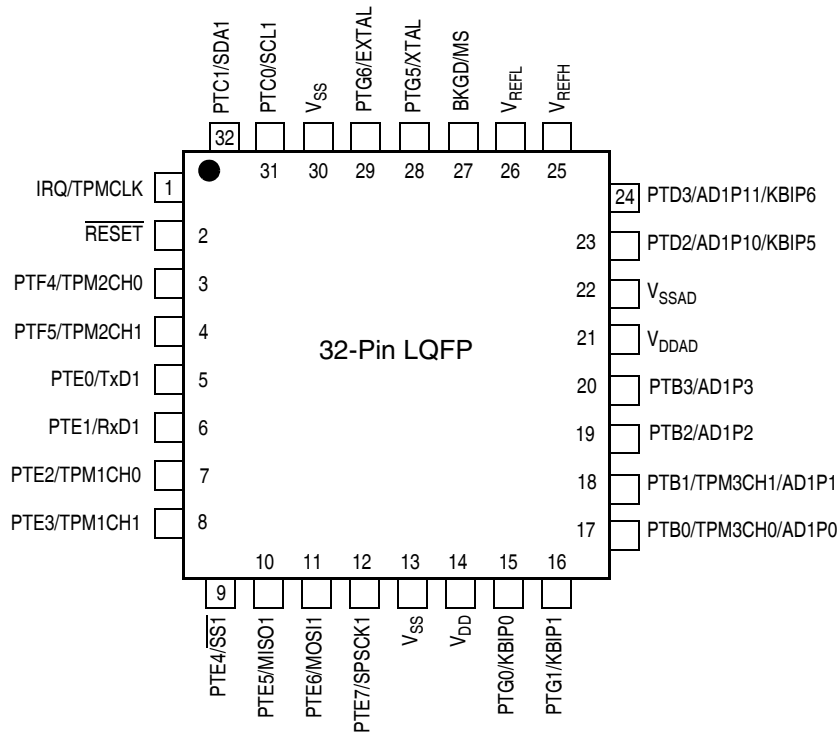 PTC1/SDA1
PTC0/SCL1
VSS
PTG6/EXTAL
PTG5/XTAL
BKGD/MS
VREFL
VREFH
32
31
30
29
28
27
26
25
IRQ/TPMCLK 1
RESET 2
PTF4/TPM2CH0 3
PTF5/TPM2CH1 4
PTE0/TxD1 5
PTE1/RxD1 6
PTE2/TPM1CH0 7
PTE3/TPM1CH1 8
32-Pin LQFP
24 PTD3/AD1P11/KBIP6
23 PTD2/AD1P10/KBIP5
22 VSSAD
21 VDDAD
20 PTB3/AD1P3
19 PTB2/AD1P2
18 PTB1/TPM3CH1/AD1P1
17 PTB0/TPM3CH0/AD1P0
9
10
11
12
13
14
15
16
PTE4/SS1
PTE5/MISO1
PTE6/MOSI1
PTE7/SPSCK1
VSS
VDD
PTG0/KBIP0
PTG1/KBIP1